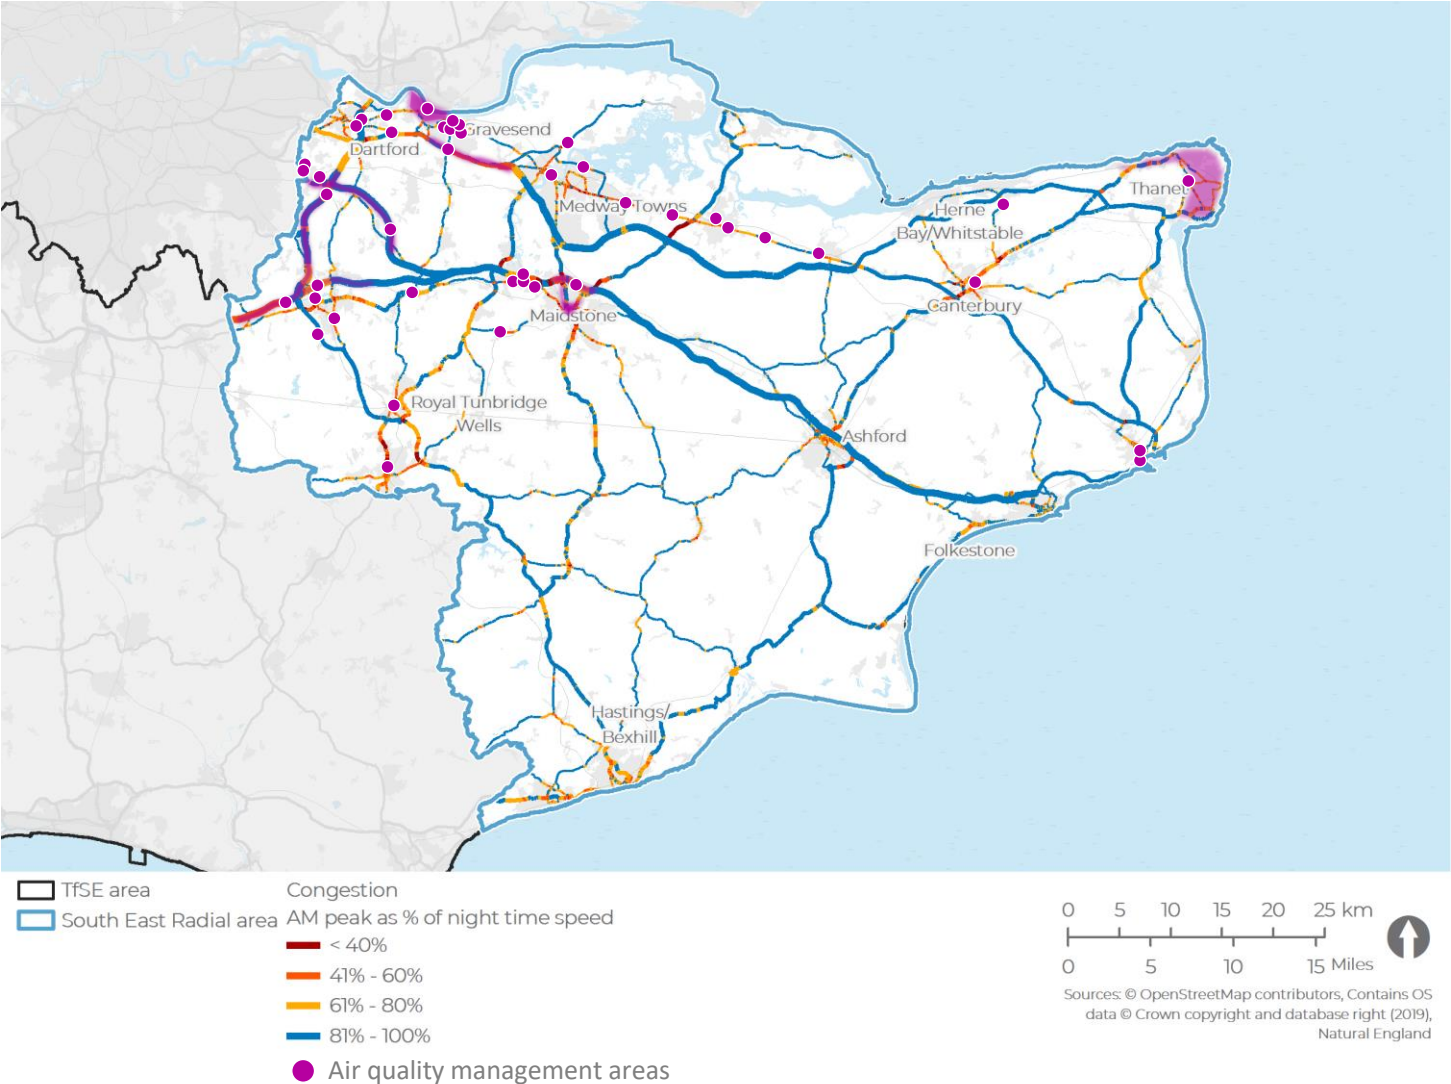 Gravesend
Dartford
Thanet
Medway Towns
Herne
Bay/Whitstable
Canterbury
Maidstone
Royal Tunbridge
Wells
Ashford
Folkestone
Hastings/
Bexhill
TfSE area
South East Radial area
Congestion
AM peak as % of night time speed
< 40%
41% - 60%
61% - 80%
81% - 100%
Air quality management areas
0 5 10 15 20 25 km
0 5 10 15 Miles
Sources: © OpenStreetMap contributors, Contains OS
data © Crown copyright and database right (2019),
Natural England